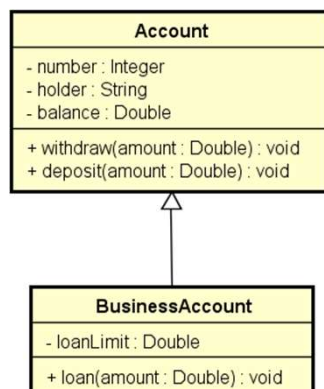 Account
- number : Integer
- holder : String
- balance : Double
+ withdraw(amount : Double) : void
+ deposit(amount : Double) : void
BusinessAccount
- loanLimit : Double
+ loan(amount : Double) : void